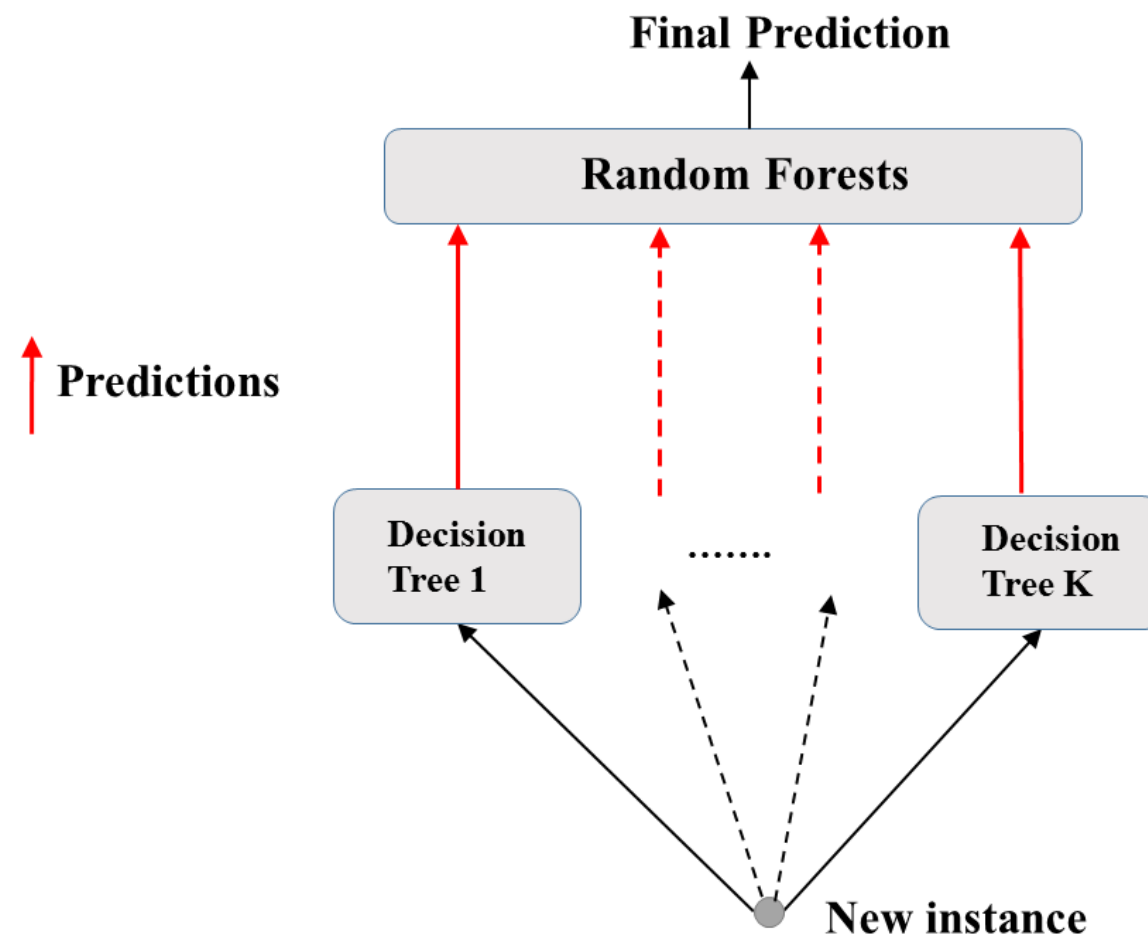 Final Prediction
Random Forests
Predictions
Decision
Tree 1
.......
Decision
Tree K
New instance